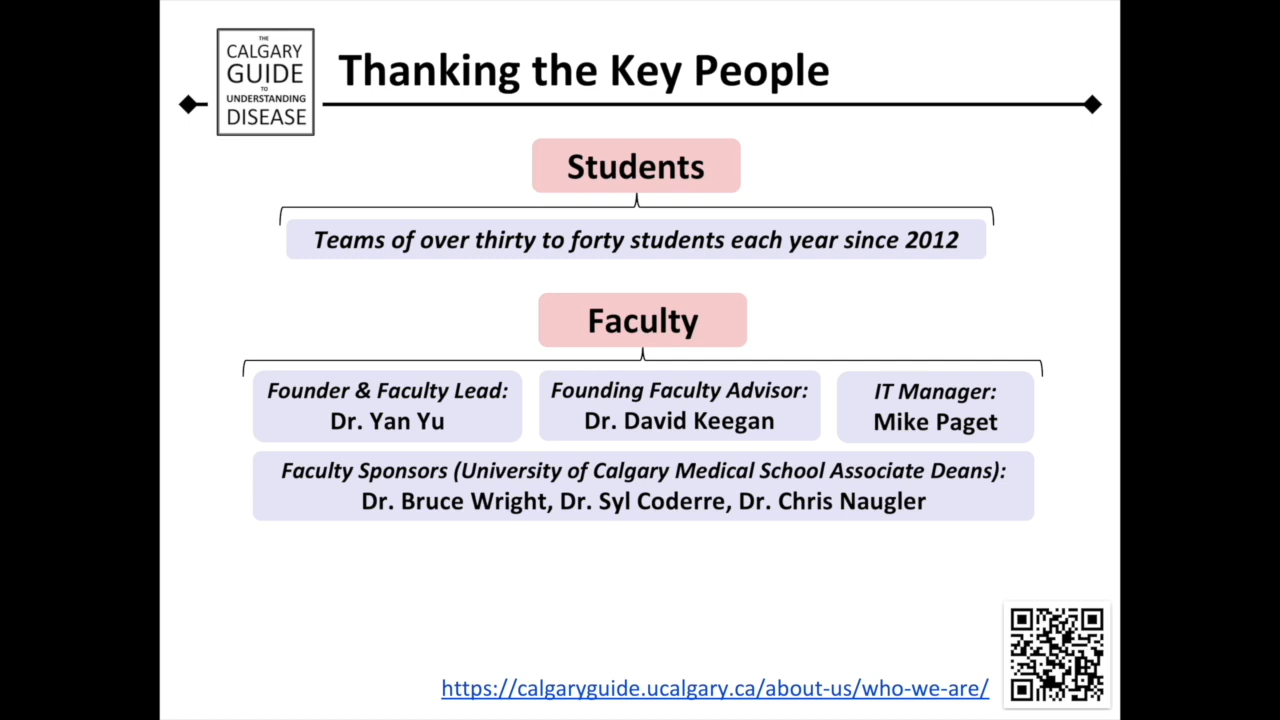 THE
CALGARY
GUIDE
TO
UNDERSTANDING
DISEASE
Thanking the Key People
Students
Teams of over thirty to forty students each year since 2012
Faculty
Founder & Faculty Lead:
Dr. Yan Yu
Founding Faculty Advisor:
Dr. David Keegan
IT Manager:
Mike Paget
Faculty Sponsors (University of Calgary Medical School Associate Deans):
Dr. Bruce Wright, Dr. Syl Coderre, Dr. Chris Naugler
https://calgaryguide.ucalgary.ca/about-us/who-we-are/